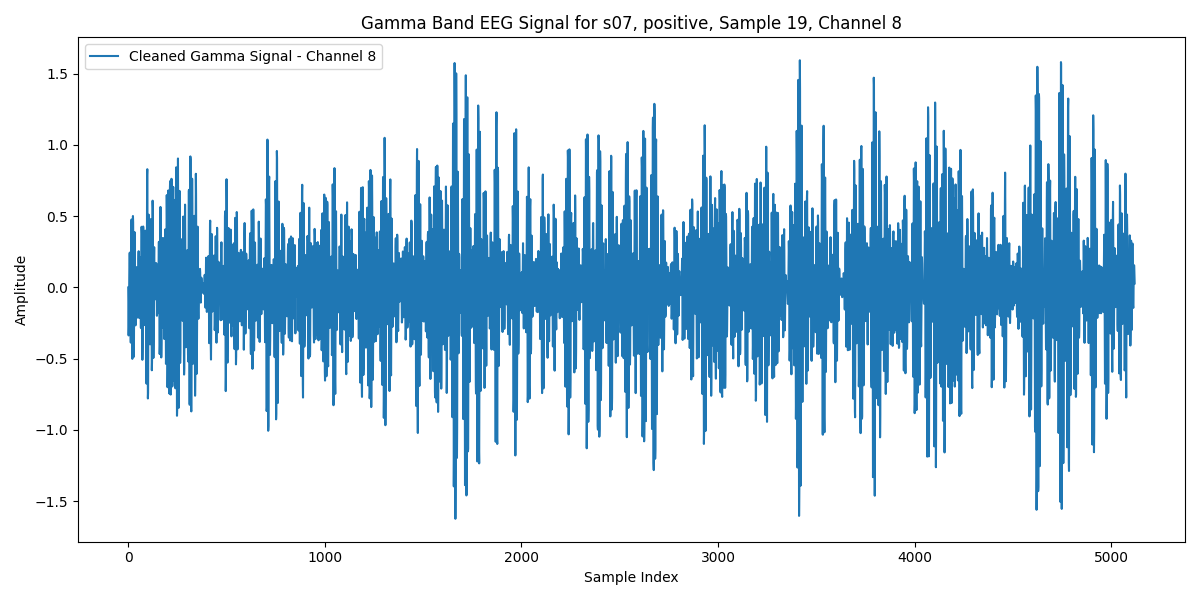 Gamma Band EEG Signal for s07, positive, Sample 19, Channel 8
Cleaned Gamma Signal - Channel 8
1.5
1.0
0.5
0.0
−0.5
−1.0
−1.5
Amplitude
0 1000 2000 3000 4000 5000
Sample Index